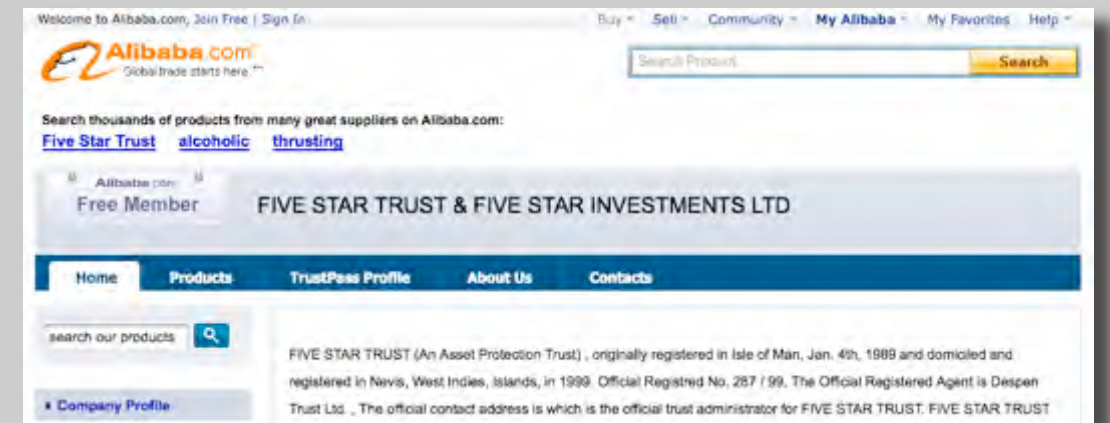 Welcome to Alibaba.com, Join Free | Sign In
Buy Sell Community My Alibaba My Favorites Help
Alibaba.com
Global trade starts here.™
Search Product
Search
Search thousands of products from many great suppliers on Alibaba.com:
Five Star Trust alcoholic thrusting
Alibaba.com
Free Member
FIVE STAR TRUST & FIVE STAR INVESTMENTS LTD
Home Products TrustPass Profile About Us Contacts
search our products
FIVE STAR TRUST (An Asset Protection Trust) , originally registered in Isle of Man, Jan. 4th, 1989 and domiciled and
registered in Nevis, West Indies, Islands, in 1999. Official Registred No. 287 / 99, The Official Registered Agent is Despen
Company Profile
Trust Ltd. , The official contact address is which is the official trust administrator for FIVE STAR TRUST. FIVE STAR TRUST